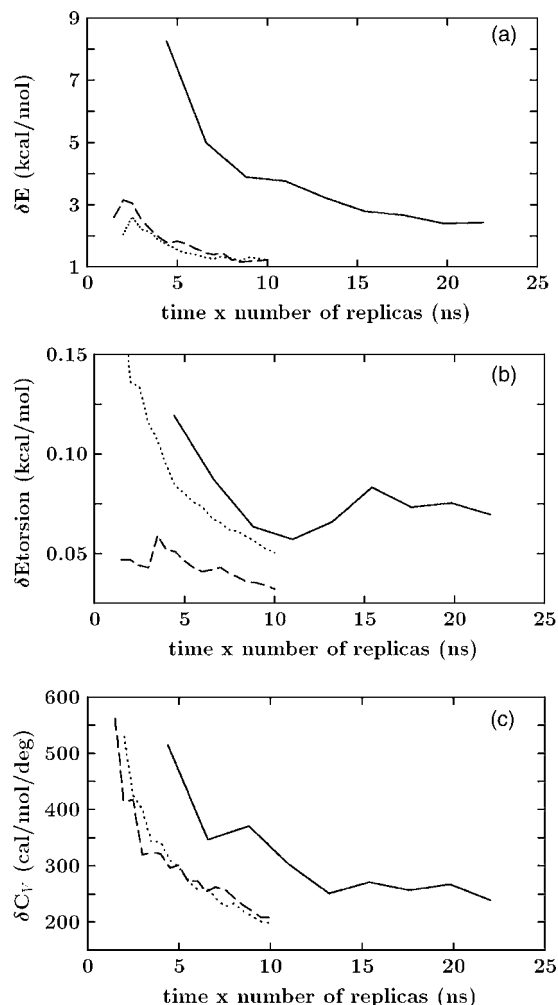 (a)
9
7
5
3
1
δE (kcal/mol)
0 5 10 15 20 25
time x number of replicas (ns)
(b)
0.15
0.10
0.05
δEtorsion (kcal/mol)
0 5 10 15 20 25
time x number of replicas (ns)
(c)
600
500
400
300
200
δC_V (cal/mol/deg)
0 5 10 15 20 25
time x number of replicas (ns)